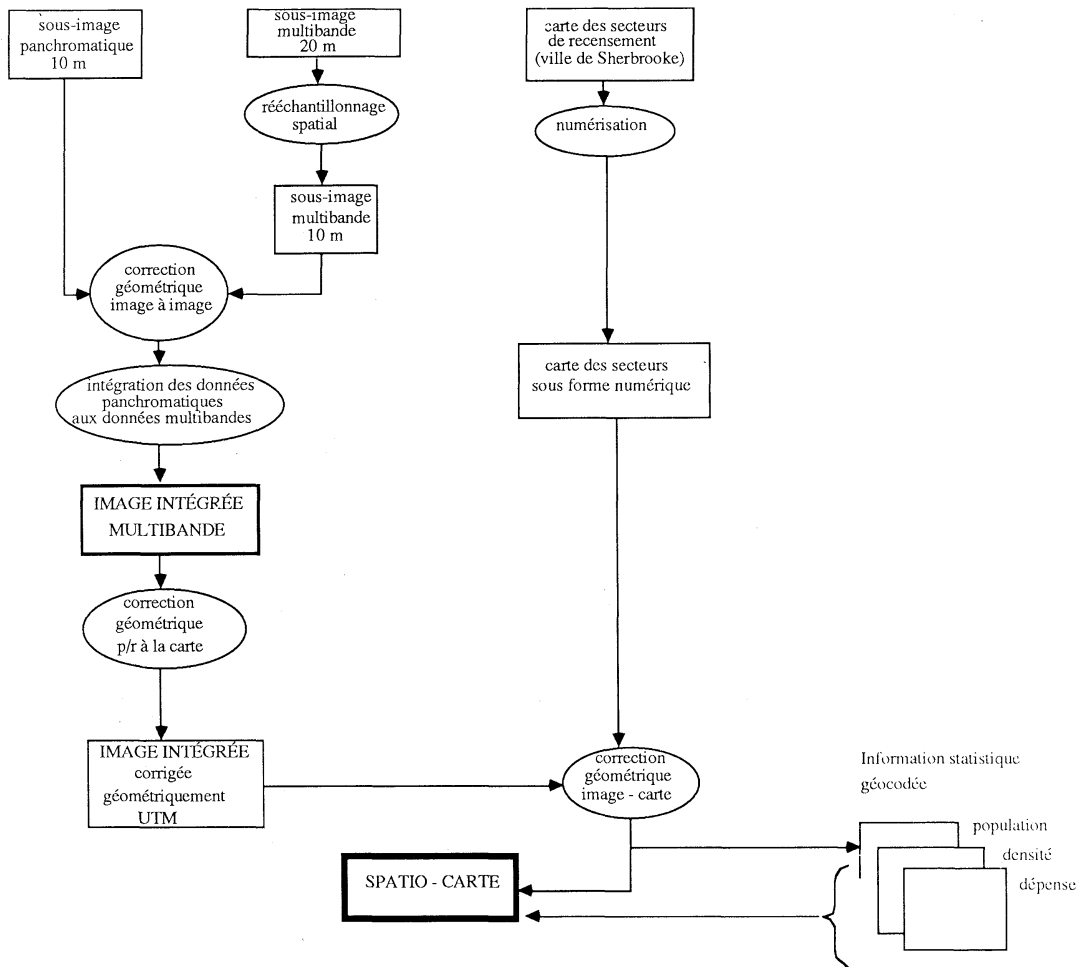 sous-image
panchromatique
10 m
sous-image
multibande
20 m
carte des secteurs
de recensement
(ville de Sherbrooke)
rééchantillonnage
spatial
numérisation
sous-image
multibande
10 m
correction
géométrique
image à image
carte des secteurs
sous forme numérique
intégration des données
panchromatiques
aux données multibandes
IMAGE INTÉGRÉE
MULTIBANDE
correction
géométrique
p/r à la carte
IMAGE INTÉGRÉE
corrigée
géométriquement
UTM
correction
géométrique
image - carte
Information statistique
géocodée
population
densité
dépense
SPATIO - CARTE